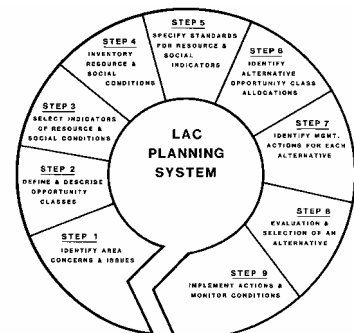 LAC
PLANNING
SYSTEM
STEP 1
IDENTIFY AREA
CONCERNS & ISSUES
STEP 2
DEFINE & DESCRIBE
OPPORTUNITY
CLASSES
STEP 3
SELECT INDICATORS
OF RESOURCE &
SOCIAL CONDITIONS
STEP 4
INVENTORY
RESOURCE &
SOCIAL
CONDITIONS
STEP 5
SPECIFY STANDARDS
FOR RESOURCE &
SOCIAL
INDICATORS
STEP 6
IDENTIFY
ALTERNATIVE
OPPORTUNITY CLASS
ALLOCATIONS
STEP 7
IDENTIFY MGMT.
ACTIONS FOR EACH
ALTERNATIVE
STEP 8
EVALUATION &
SELECTION OF AN
ALTERNATIVE
STEP 9
IMPLEMENT ACTIONS &
MONITOR CONDITIONS